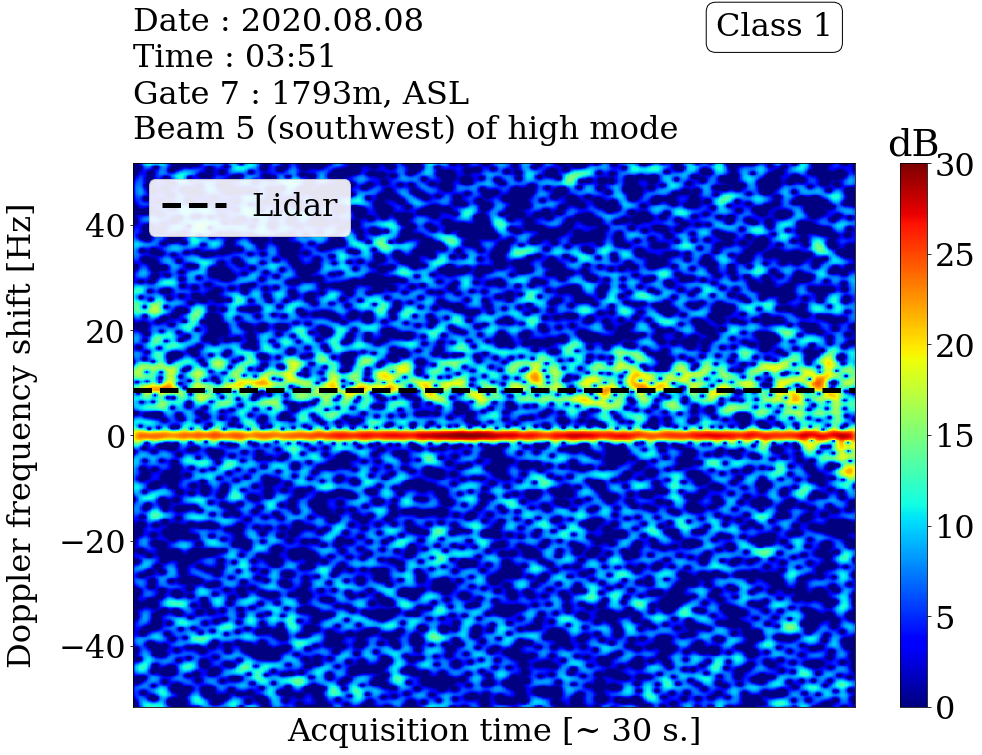 Date : 2020.08.08
Time : 03:51
Gate 7 : 1793m, ASL
Beam 5 (southwest) of high mode
Class 1
dB
Lidar
Doppler frequency shift [Hz]
40
20
0
−20
−40
30
25
20
15
10
5
0
Acquisition time [~ 30 s.]